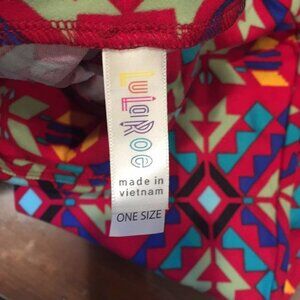 LuLaRoe
made in
vietnam
ONE SIZE